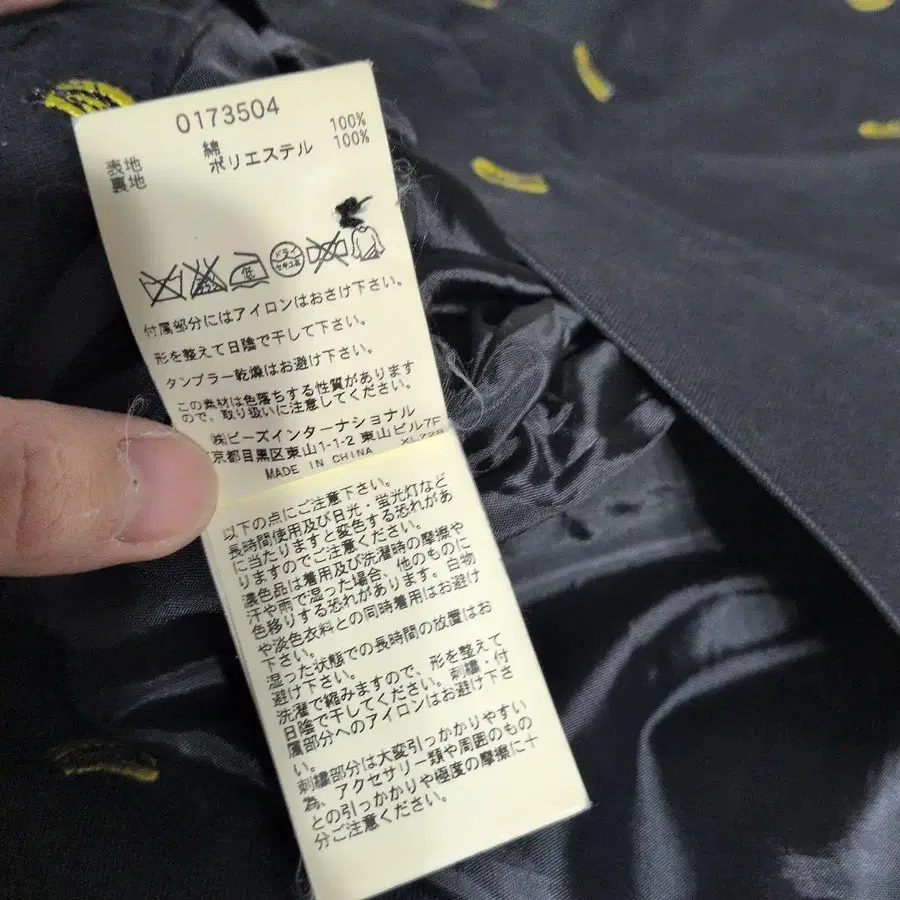 0173504
表地 綿 100%
裏地 ポリエステル 100%
低
ドライ
セキユ系
付属部分にはアイロンはおさけ下さい。
形を整えて日陰で干して下さい。
タンブラー乾燥はお避け下さい。
この素材は色落ちする性質があります
ので、取り扱いに注意してください。
㈱ビーズインターナショナル
京都目黒区東山1-1-2 東山ビル7F
MADE IN CHINA
以下の点にご注意下さい。
長時間使用及び日光・蛍光灯など
に当たりますと変色する恐れがあ
りますのでご注意ください。
濃色品は着用及び洗濯時の摩擦や
汗や雨で湿った場合、他のものに
色移りする恐れがあります。白物
や淡色衣料との同時着用はお避け
下さい。
湿った状態での長時間の放置はお
避け下さい。
洗濯で縮みますので、形を整えて
日陰で干してください。刺繍・付
属部分へのアイロンはお避け下さ
い。
刺繍部分は大変引っかかりやすい
為、アクセサリー類や周囲のもの
との引っかかりや極度の摩擦に十
分ご注意ください。